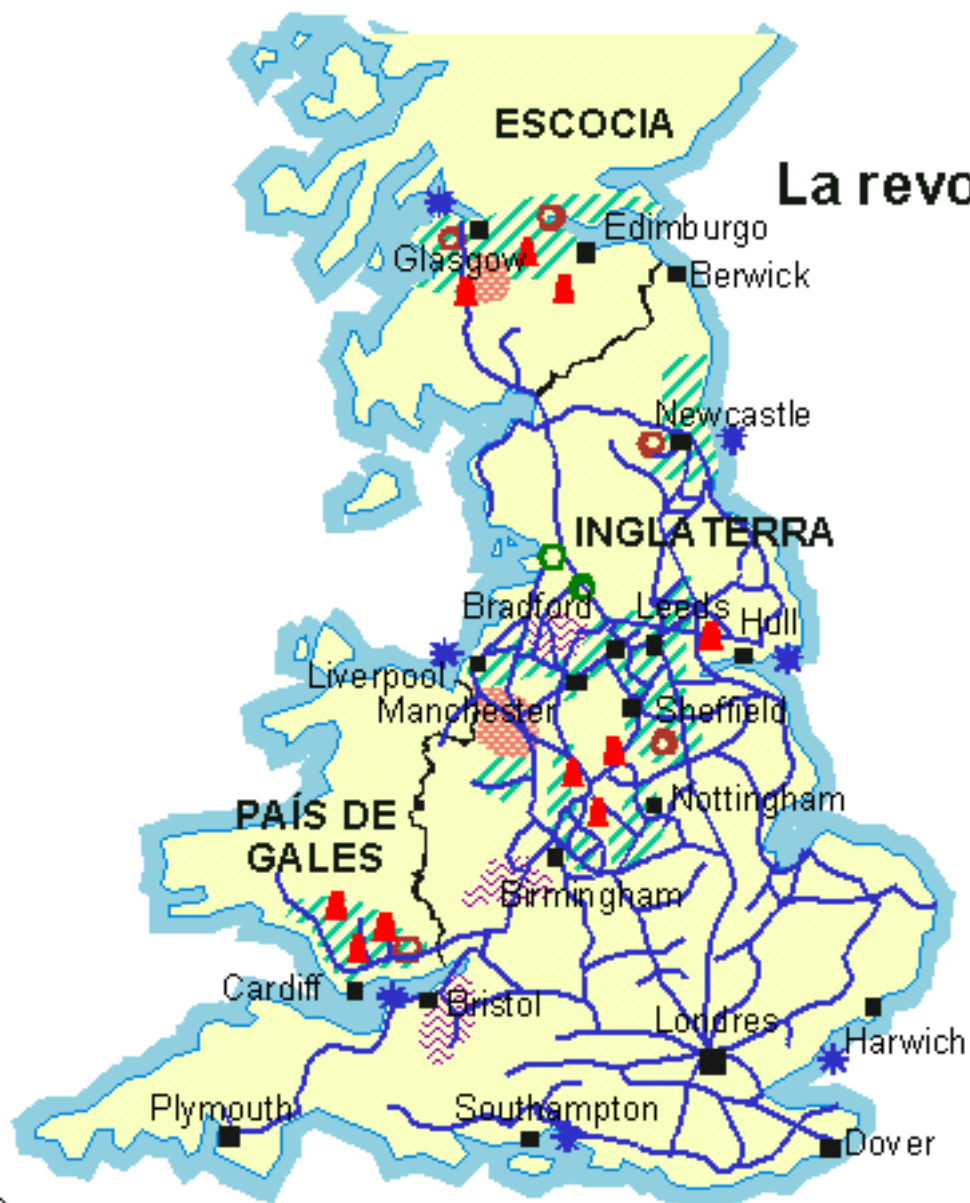 ESCOCIA
La revo
Edimburgo
Glasgow
Berwick
Newcastle
INGLATERRA
Bradford
Leeds
Hull
Liverpool
Manchester
Sheffield
Nottingham
PAÍS DE
GALES
Birmingham
Cardiff
Bristol
Londres
Harwich
Plymouth
Southampton
Dover